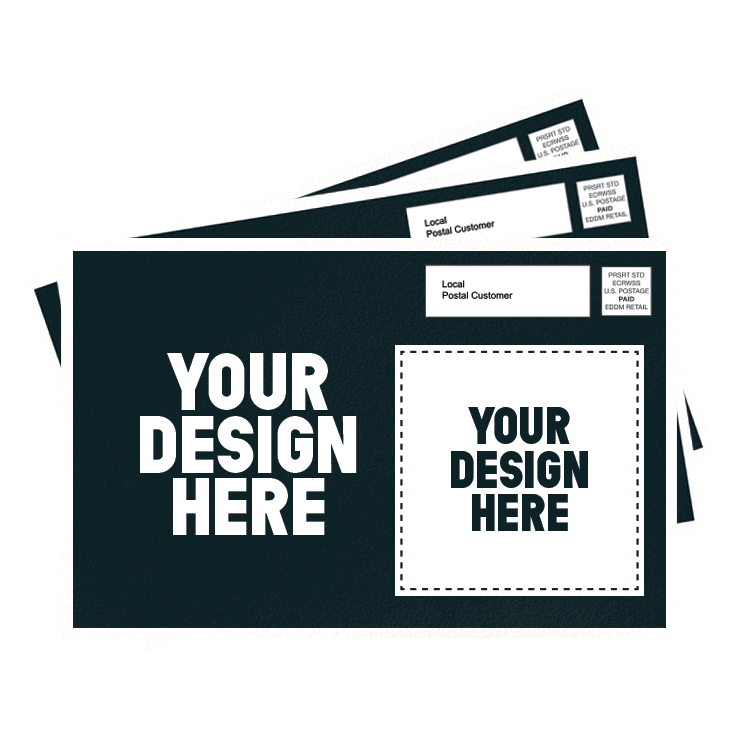 PRSRT STD
ECRWSS
U.S. POSTAGE
PAID
Local
Postal Customer
PRSRT STD
ECRWSS
U.S. POSTAGE
PAID
EDDM RETAIL
Local
Postal Customer
PRSRT STD
ECRWSS
U.S. POSTAGE
PAID
EDDM RETAIL
YOUR
DESIGN
HERE
YOUR
DESIGN
HERE